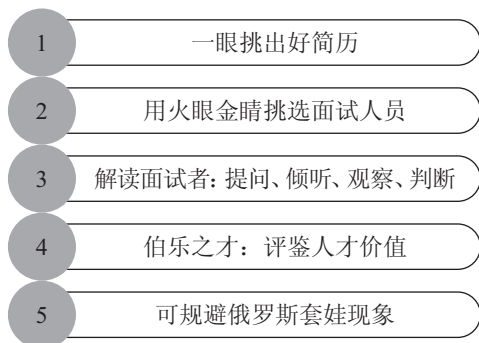 1 一眼挑出好简历
2 用火眼金睛挑选面试人员
3 解读面试者：提问、倾听、观察、判断
4 伯乐之才：评鉴人才价值
5 可规避俄罗斯套娃现象